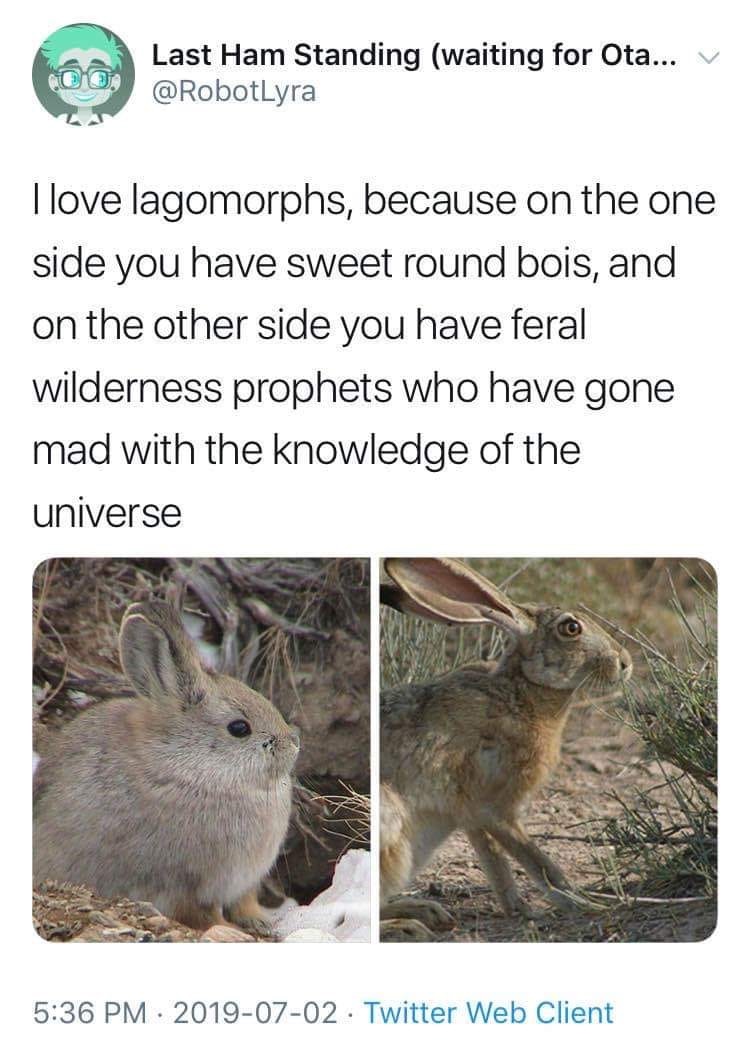 Last Ham Standing (waiting for Ota...
@RobotLyra
I love lagomorphs, because on the one
side you have sweet round bois, and
on the other side you have feral
wilderness prophets who have gone
mad with the knowledge of the
universe
5:36 PM · 2019-07-02 · Twitter Web Client